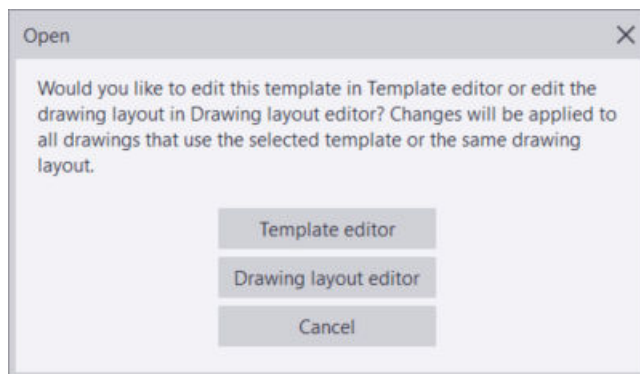 Open
Would you like to edit this template in Template editor or edit the
drawing layout in Drawing layout editor? Changes will be applied to
all drawings that use the selected template or the same drawing
layout.
Template editor
Drawing layout editor
Cancel